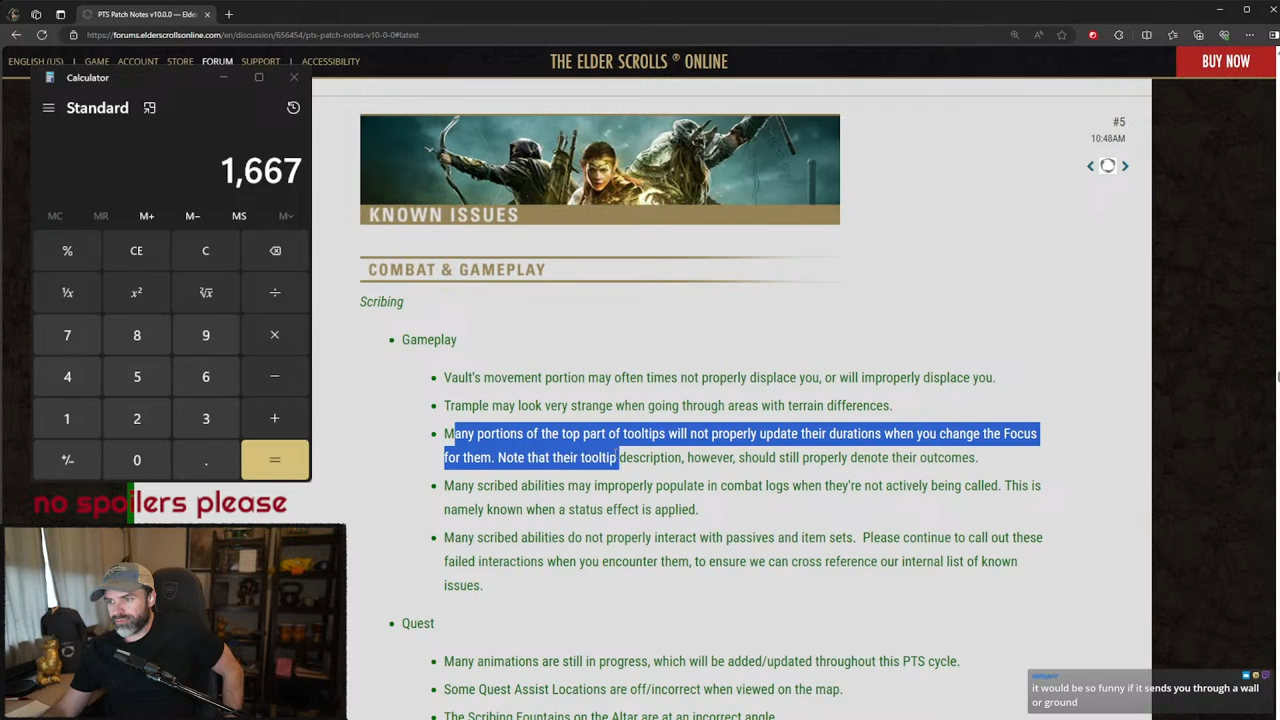 PTS Patch Notes v10.0.0 — Elder
https://forums.elderscrollsonline.com/en/discussion/656454/pts-patch-notes-v10-0-0#latest
ENGLISH (US)
GAME
ACCOUNT
STORE
FORUM
SUPPORT
ACCESSIBILITY
THE ELDER SCROLLS ® ONLINE
BUY NOW
Calculator
Standard
1,667
MC MR M+ M− MS M˅
% CE C
¹/x x² ²√x ÷
7 8 9 ×
4 5 6 −
1 2 3 +
+/− 0 . =
no spoilers please
#5
10:48AM
KNOWN ISSUES
COMBAT & GAMEPLAY
Scribing
Gameplay
Vault's movement portion may often times not properly displace you, or will improperly displace you.
Trample may look very strange when going through areas with terrain differences.
Many portions of the top part of tooltips will not properly update their durations when you change the Focus
for them. Note that their tooltip description, however, should still properly denote their outcomes.
Many scribed abilities may improperly populate in combat logs when they're not actively being called. This is
namely known when a status effect is applied.
Many scribed abilities do not properly interact with passives and item sets. Please continue to call out these
failed interactions when you encounter them, to ensure we can cross reference our internal list of known
issues.
Quest
Many animations are still in progress, which will be added/updated throughout this PTS cycle.
Some Quest Assist Locations are off/incorrect when viewed on the map.
The Scribing Fountains on the Altar are at an incorrect angle.
it would be so funny if it sends you through a wall
or ground